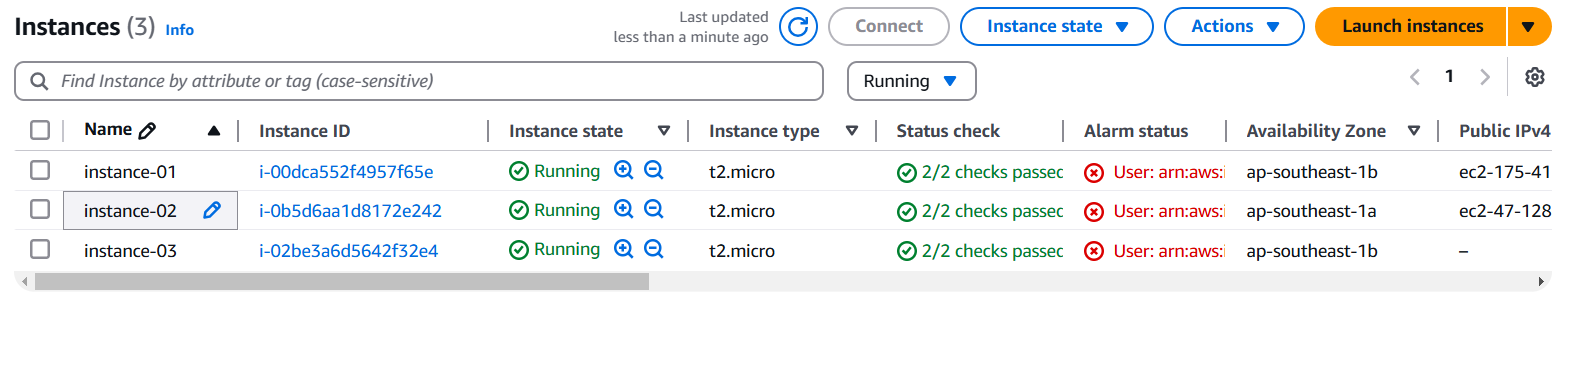 Instances (3) Info
Last updated
less than a minute ago
Connect
Instance state
Actions
Launch instances
Find Instance by attribute or tag (case-sensitive)
Running
1
Name Instance ID Instance state Instance type Status check Alarm status Availability Zone Public IPv4
instance-01 i-00dca552f4957f65e Running t2.micro 2/2 checks passed User: arn:aws:i ap-southeast-1b ec2-175-41
instance-02 i-0b5d6aa1d8172e242 Running t2.micro 2/2 checks passed User: arn:aws:i ap-southeast-1a ec2-47-128
instance-03 i-02be3a6d5642f32e4 Running t2.micro 2/2 checks passed User: arn:aws:i ap-southeast-1b –